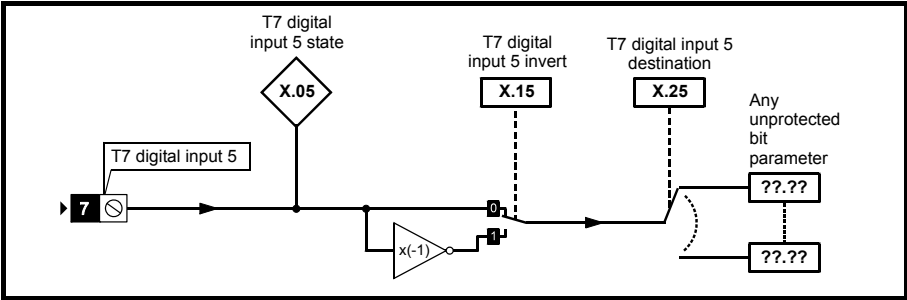 T7 digital
input 5 state
X.05
T7 digital
input 5 invert
X.15
T7 digital input 5
destination
X.25
Any
unprotected
bit
parameter
T7 digital input 5
7
0
1
x(-1)
??.??
??.??